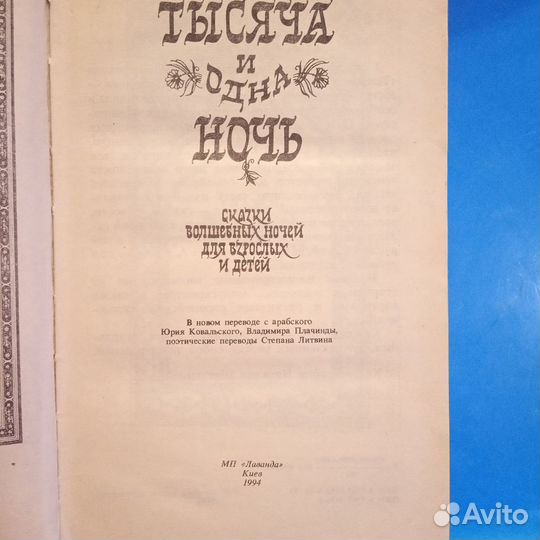 ТЫСЯЧА
И
ОДНА
НОЧЬ
СКАЗКИ
ВОЛШЕБНЫХ НОЧЕЙ
ДЛЯ ВЗРОСЛЫХ
И ДЕТЕЙ
В новом переводе с арабского
Юрия Ковальского, Владимира Плачинды,
поэтические переводы Степана Литвина
МП «Лаванда»
Киев
1994
Avito